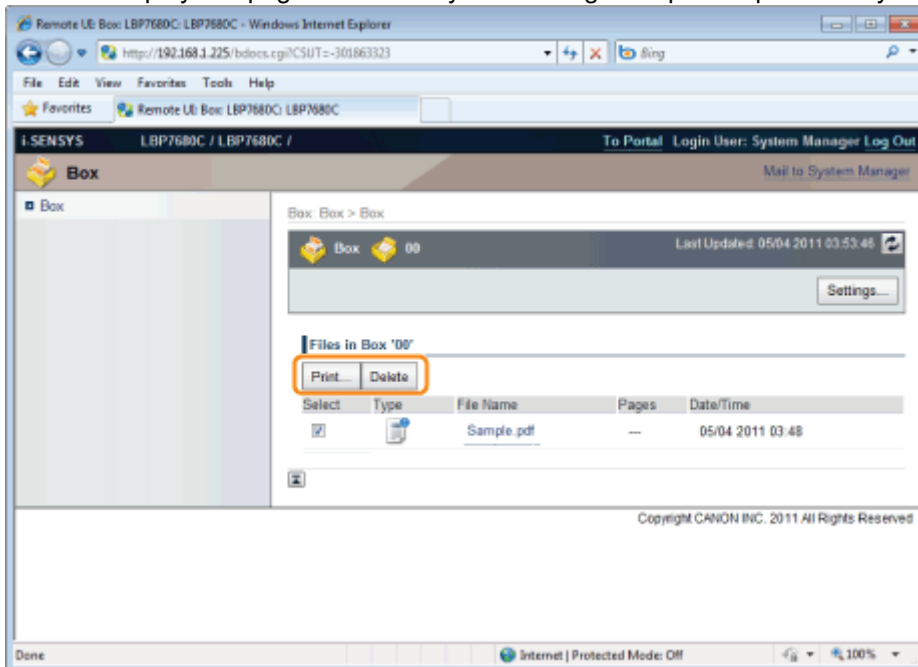 Remote UI: Box: LBP7680C: LBP7680C - Windows Internet Explorer
http://192.168.1.225/bdocs.cgi?CSUT=-301863323
Bing
File Edit View Favorites Tools Help
Favorites Remote UI: Box: LBP7680C: LBP7680C
i-SENSYS LBP7680C / LBP7680C / To Portal Login User: System Manager Log Out
Box Mail to System Manager
Box
Box: Box > Box
Box 00 Last Updated: 05/04 2011 03:53:46
Settings...
Files in Box '00'
Print... Delete
Select Type File Name Pages Date/Time
Sample.pdf --- 05/04 2011 03:48
Copyright CANON INC. 2011 All Rights Reserved
Done Internet | Protected Mode: Off 100%